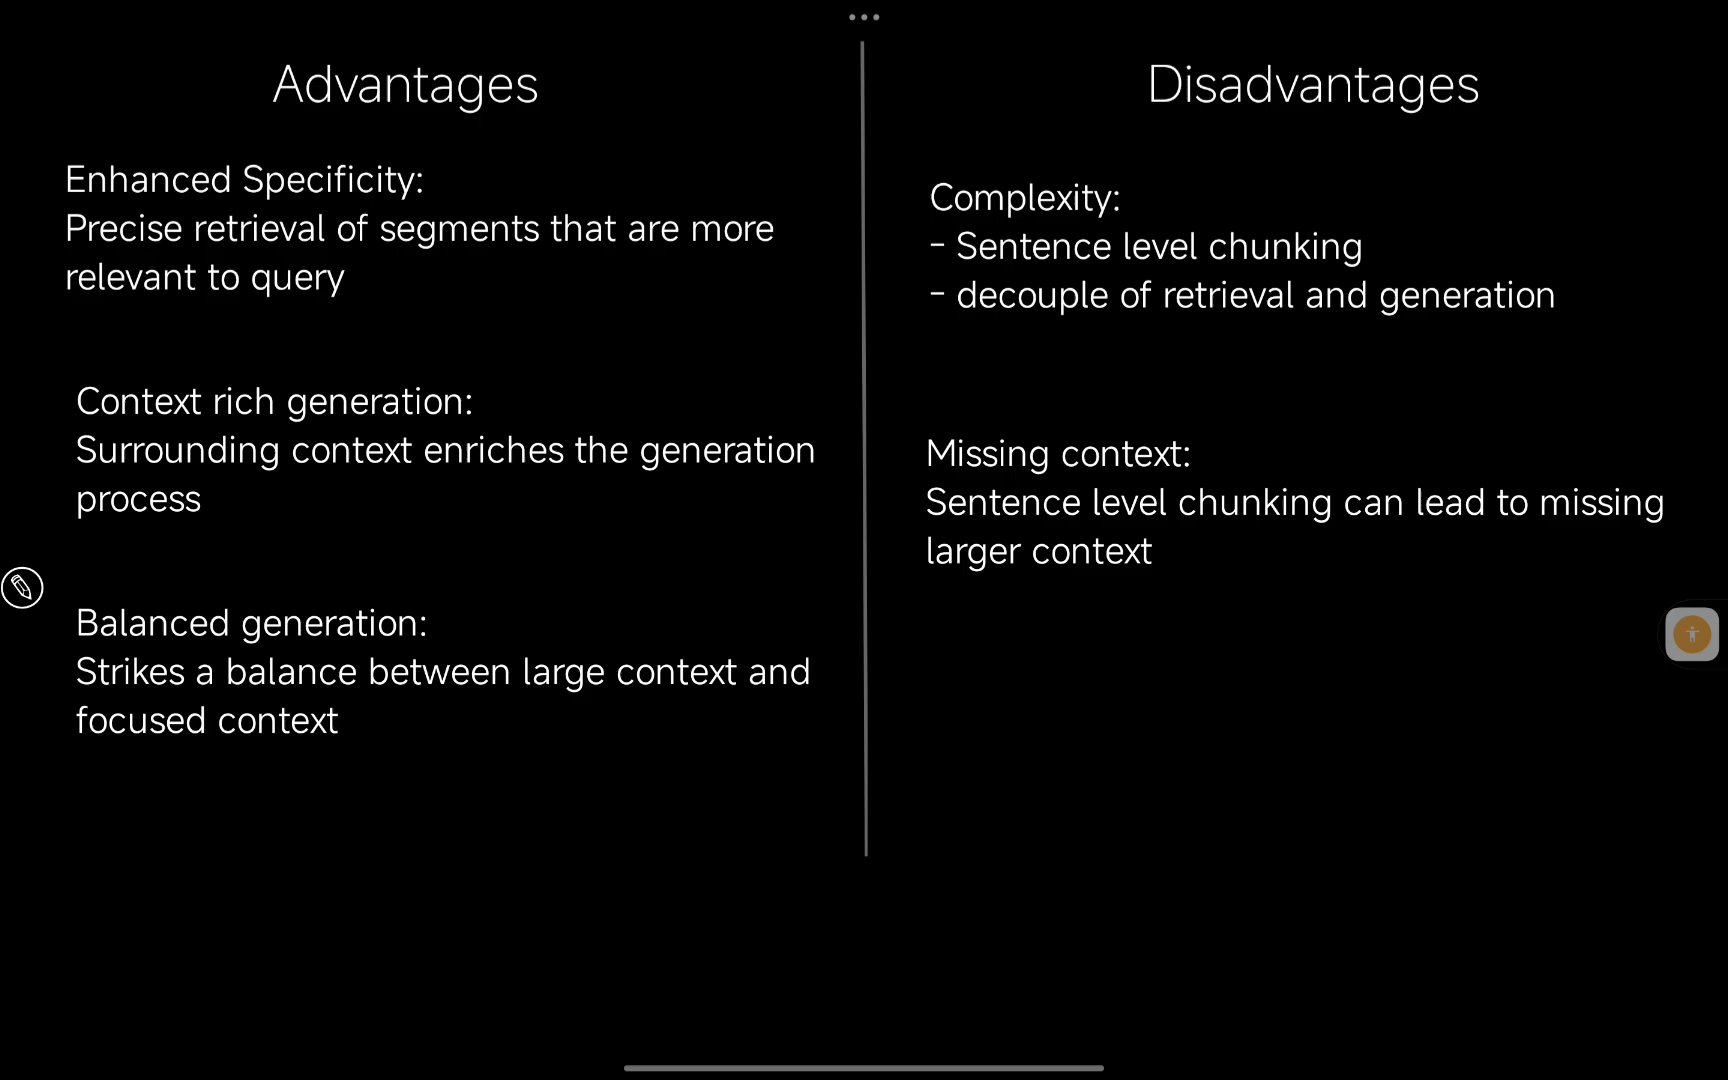 Advantages
Enhanced Specificity:
Precise retrieval of segments that are more
relevant to query
Context rich generation:
Surrounding context enriches the generation
process
Balanced generation:
Strikes a balance between large context and
focused context
Disadvantages
Complexity:
- Sentence level chunking
- decouple of retrieval and generation
Missing context:
Sentence level chunking can lead to missing
larger context